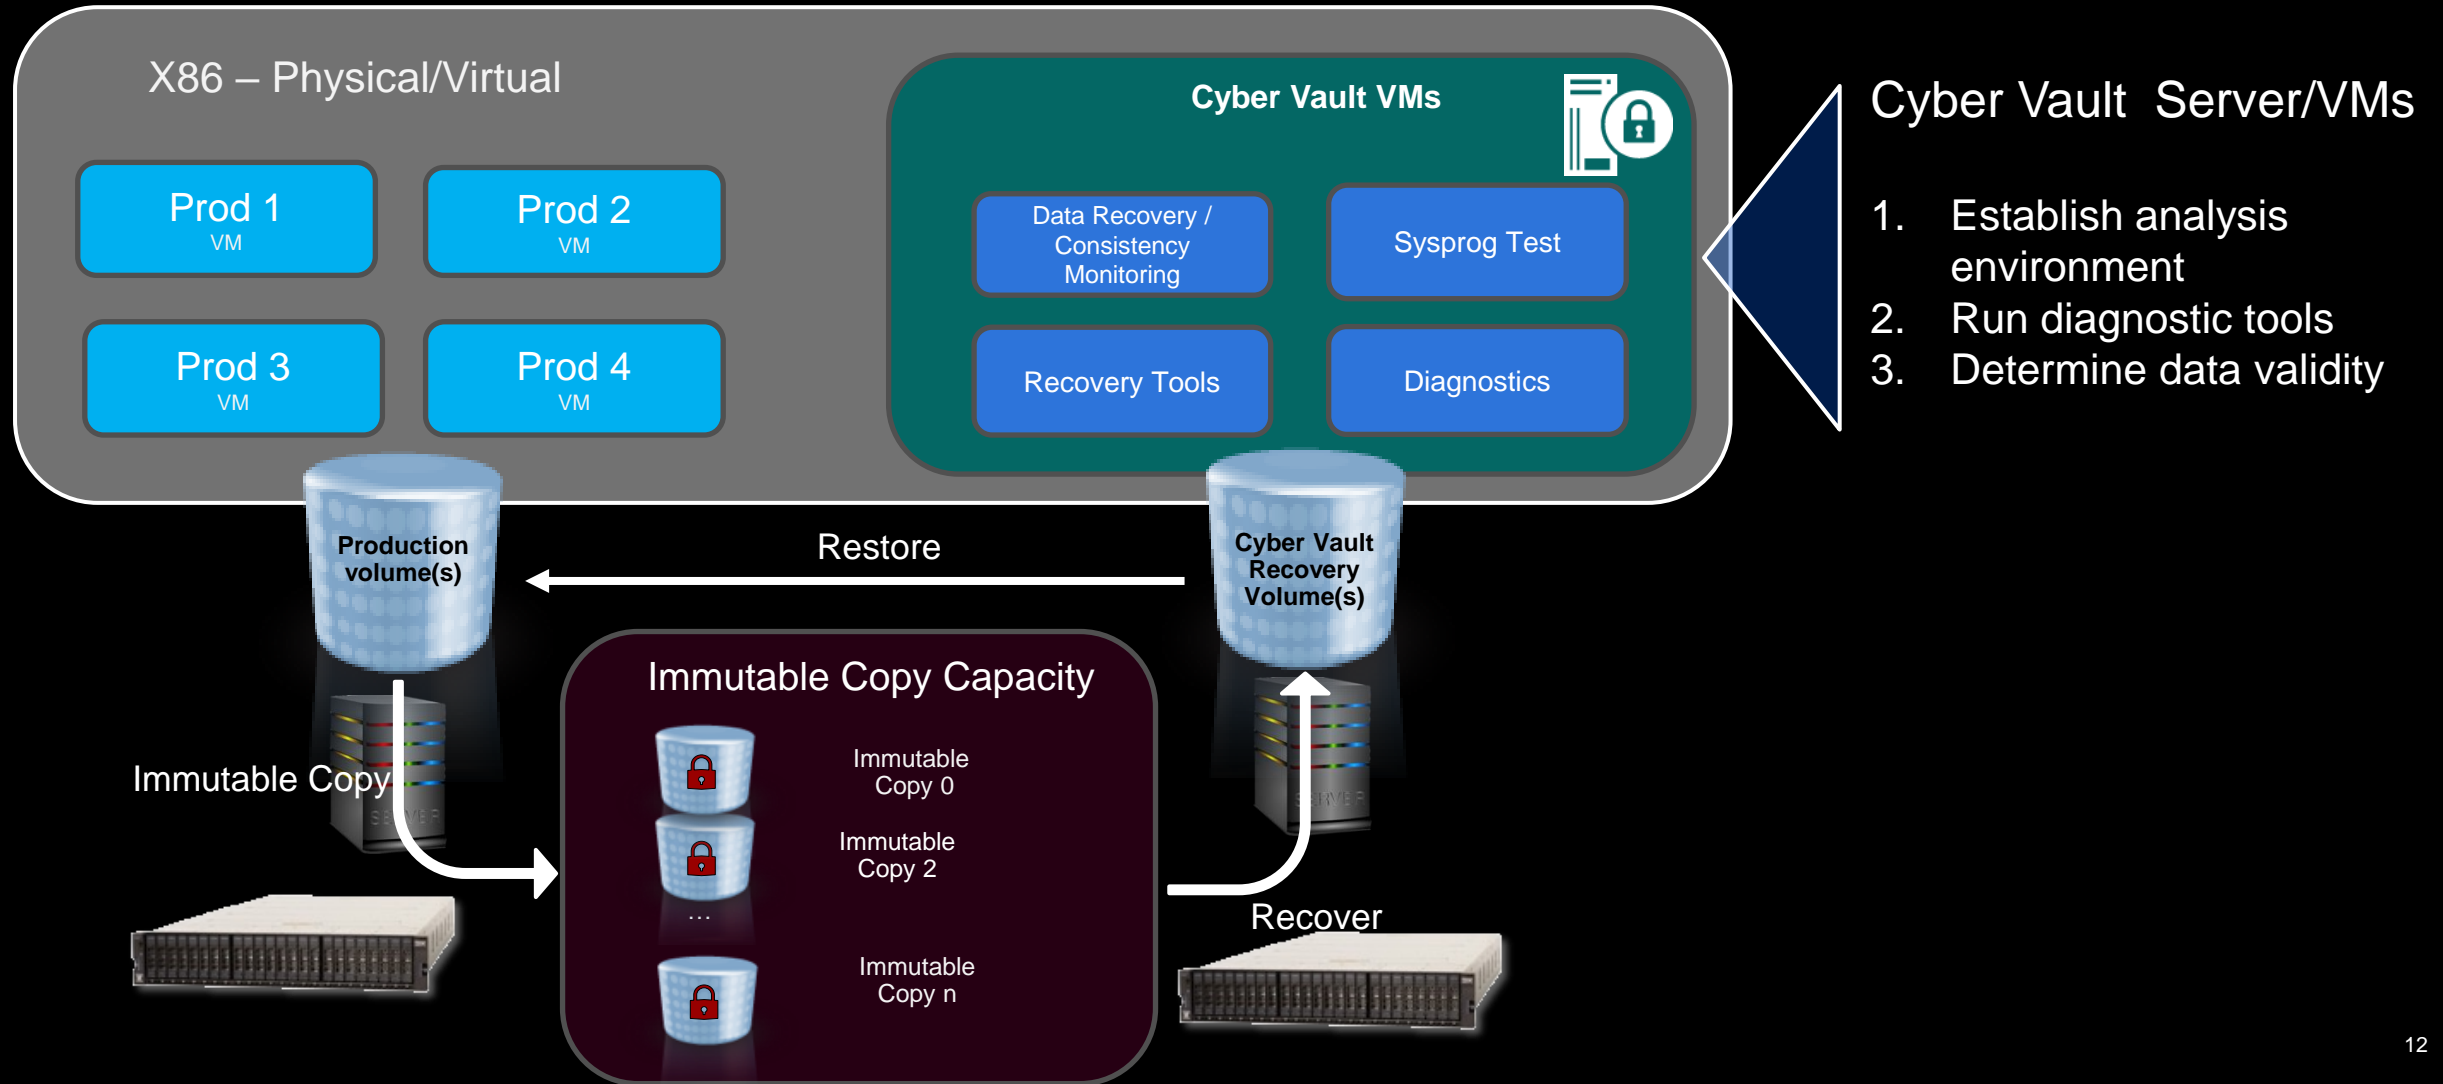 X86 – Physical/Virtual
Prod 1
VM
Prod 2
VM
Prod 3
VM
Prod 4
VM
Cyber Vault VMs
Data Recovery /
Consistency
Monitoring
Sysprog Test
Recovery Tools
Diagnostics
Cyber Vault  Server/VMs
1. Establish analysis
environment
2. Run diagnostic tools
3. Determine data validity
Production
volume(s)
Restore
Cyber Vault
Recovery
Volume(s)
Immutable Copy
SERVER
Immutable Copy Capacity
Immutable
Copy 0
Immutable
Copy 2
...
Immutable
Copy n
SERVER
Recover
12